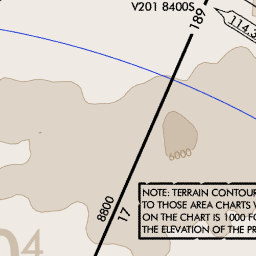 V201 8400S
189
114.3
6000
8800
17
NOTE: TERRAIN CONTOUR
TO THOSE AREA CHARTS
ON THE CHART IS 1000 FO
THE ELEVATION OF THE PR
04